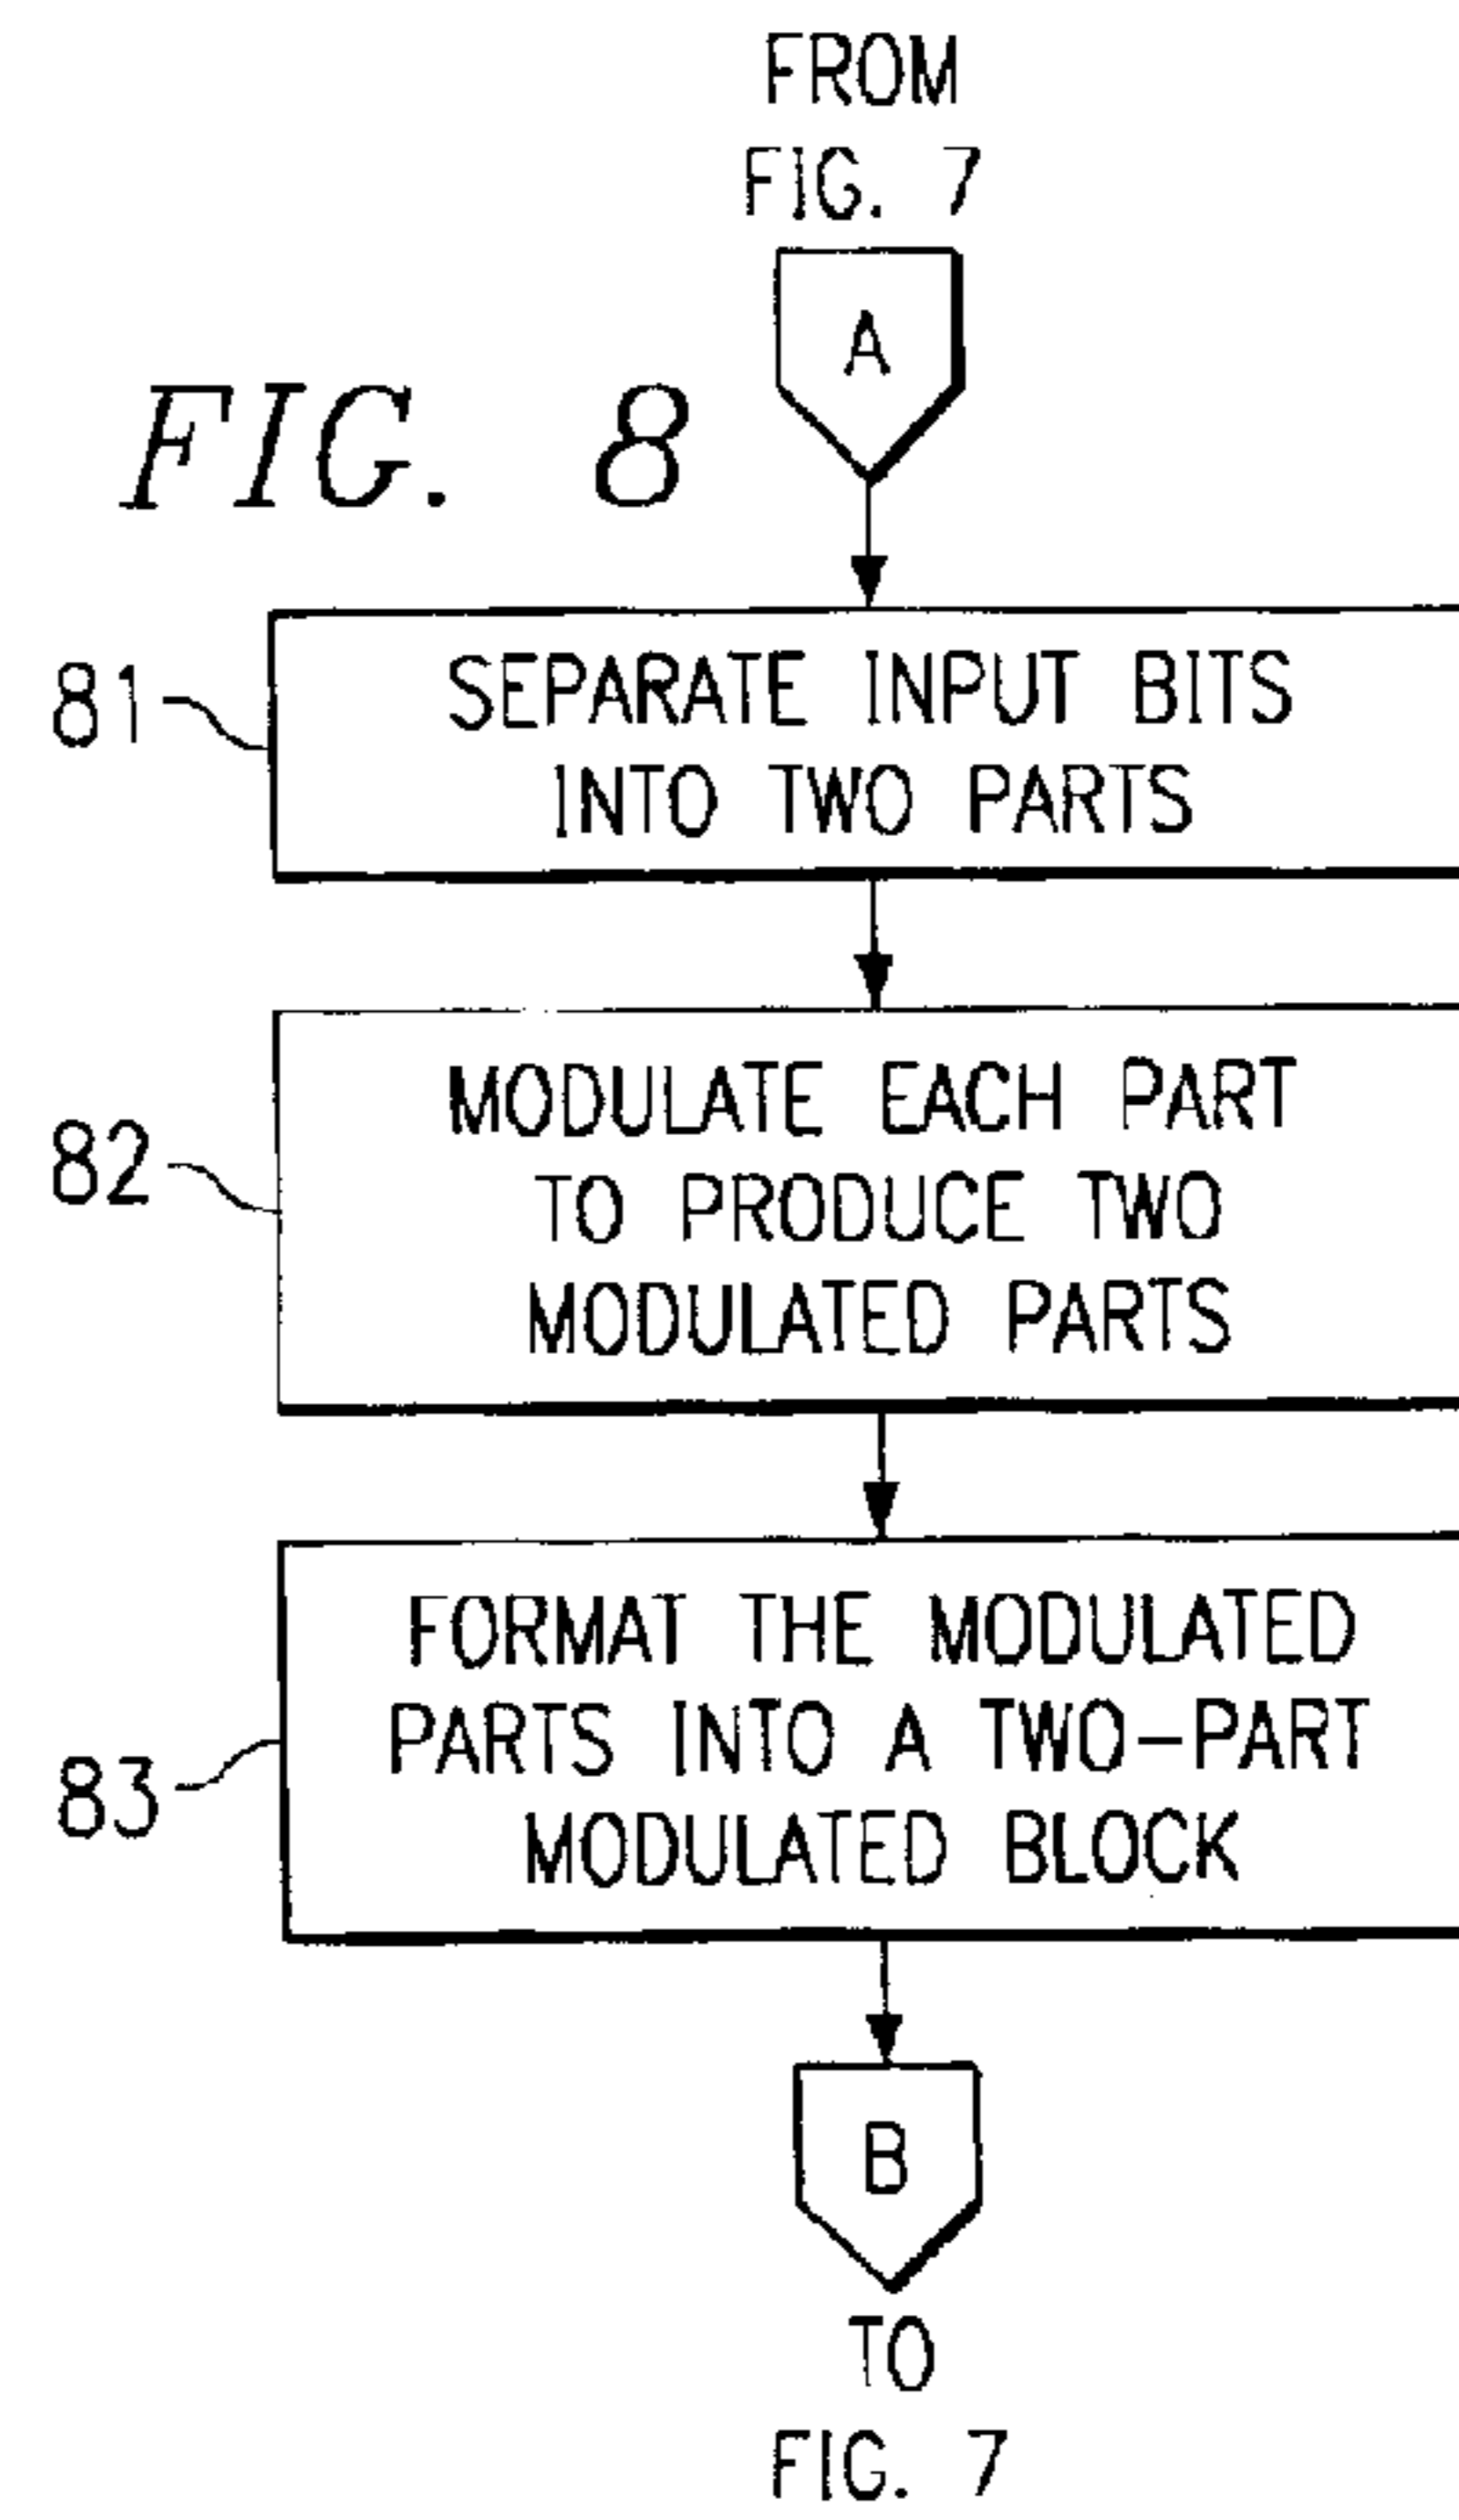 FROM
FIG. 7
A
FIG. 8
81
SEPARATE INPUT BITS
INTO TWO PARTS
82
MODULATE EACH PART
TO PRODUCE TWO
MODULATED PARTS
83
FORMAT THE MODULATED
PARTS INTO A TWO-PART
MODULATED BLOCK
B
TO
FIG. 7